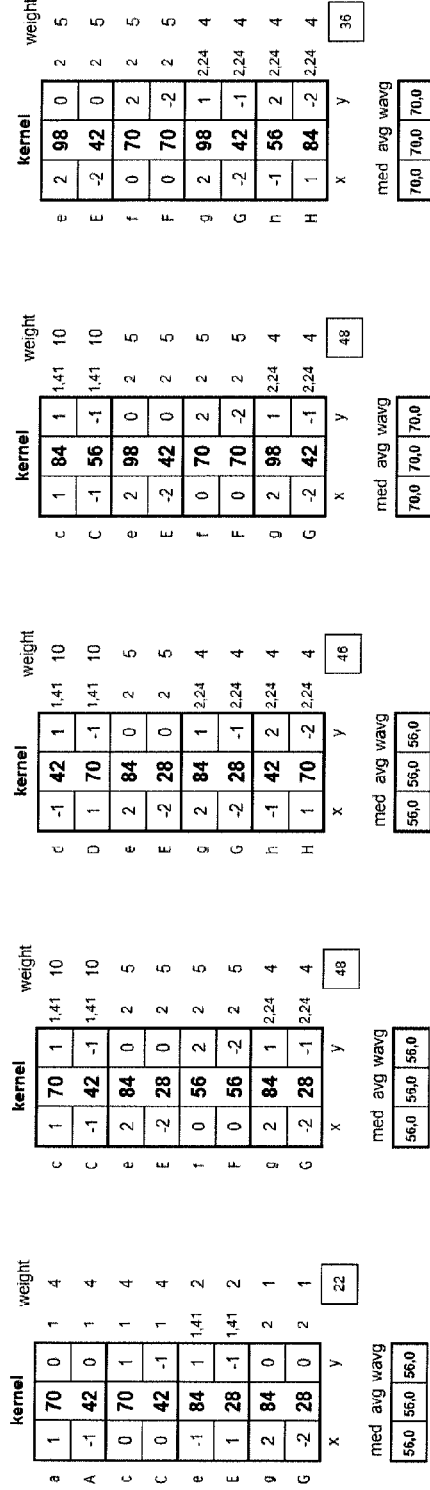 kernel weight
a 1 70 0 1 4
A -1 42 0 1 4
c 0 70 1 1 4
C 0 42 -1 1 4
e -1 84 1 1,41 2
E 1 28 -1 1,41 2
g 2 84 0 2 1
G -2 28 0 2 1
x y 22
med avg wavg
56,0 56,0 56,0
kernel weight
c 1 70 1 1,41 10
C -1 42 -1 1,41 10
e 2 84 0 2 5
E -2 28 0 2 5
f 0 56 2 2 5
F 0 56 -2 2 5
g 2 84 1 2,24 4
G -2 28 -1 2,24 4
x y 48
med avg wavg
56,0 56,0 56,0
kernel weight
d -1 42 1 1,41 10
D 1 70 -1 1,41 10
e 2 84 0 2 5
E -2 28 0 2 5
g 2 84 1 2,24 4
G -2 28 -1 2,24 4
h -1 42 2 2,24 4
H 1 70 -2 2,24 4
x y 46
med avg wavg
56,0 56,0 56,0
kernel weight
c 1 84 1 1,41 10
C -1 56 -1 1,41 10
e 2 98 0 2 5
E -2 42 0 2 5
f 0 70 2 2 5
F 0 70 -2 2 5
g 2 98 1 2,24 4
G -2 42 -1 2,24 4
x y 48
med avg wavg
70,0 70,0 70,0
kernel weight
e 2 98 0 2 5
E -2 42 0 2 5
f 0 70 2 2 5
F 0 70 -2 2 5
g 2 98 1 2,24 4
G -2 42 -1 2,24 4
h -1 56 2 2,24 4
H 1 84 -2 2,24 4
x y 36
med avg wavg
70,0 70,0 70,0